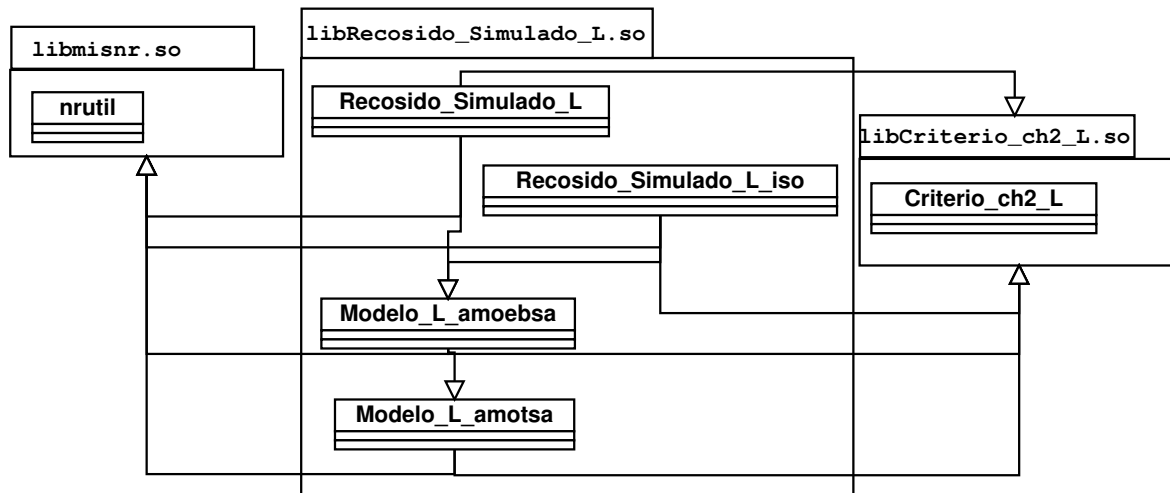 libmisnr.so
nrutil
libRecosido_Simulado_L.so
Recosido_Simulado_L
Recosido_Simulado_L_iso
Modelo_L_amoebsa
Modelo_L_amotsa
libCriterio_ch2_L.so
Criterio_ch2_L